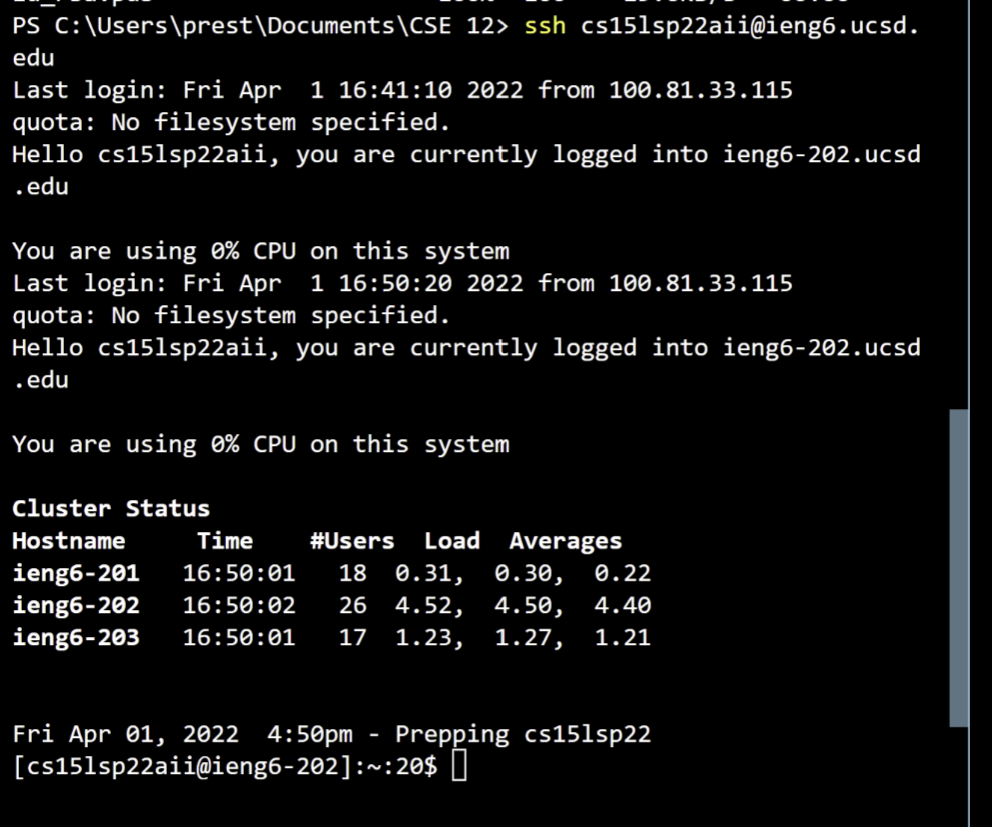 PS C:\Users\prest\Documents\CSE 12> ssh cs15lsp22aii@ieng6.ucsd.
edu
Last login: Fri Apr  1 16:41:10 2022 from 100.81.33.115
quota: No filesystem specified.
Hello cs15lsp22aii, you are currently logged into ieng6-202.ucsd
.edu

You are using 0% CPU on this system
Last login: Fri Apr  1 16:50:20 2022 from 100.81.33.115
quota: No filesystem specified.
Hello cs15lsp22aii, you are currently logged into ieng6-202.ucsd
.edu

You are using 0% CPU on this system

Cluster Status
Hostname     Time    #Users  Load  Averages
ieng6-201   16:50:01   18  0.31,  0.30,  0.22
ieng6-202   16:50:02   26  4.52,  4.50,  4.40
ieng6-203   16:50:01   17  1.23,  1.27,  1.21

Fri Apr 01, 2022  4:50pm - Prepping cs15lsp22
[cs15lsp22aii@ieng6-202]:~:20$